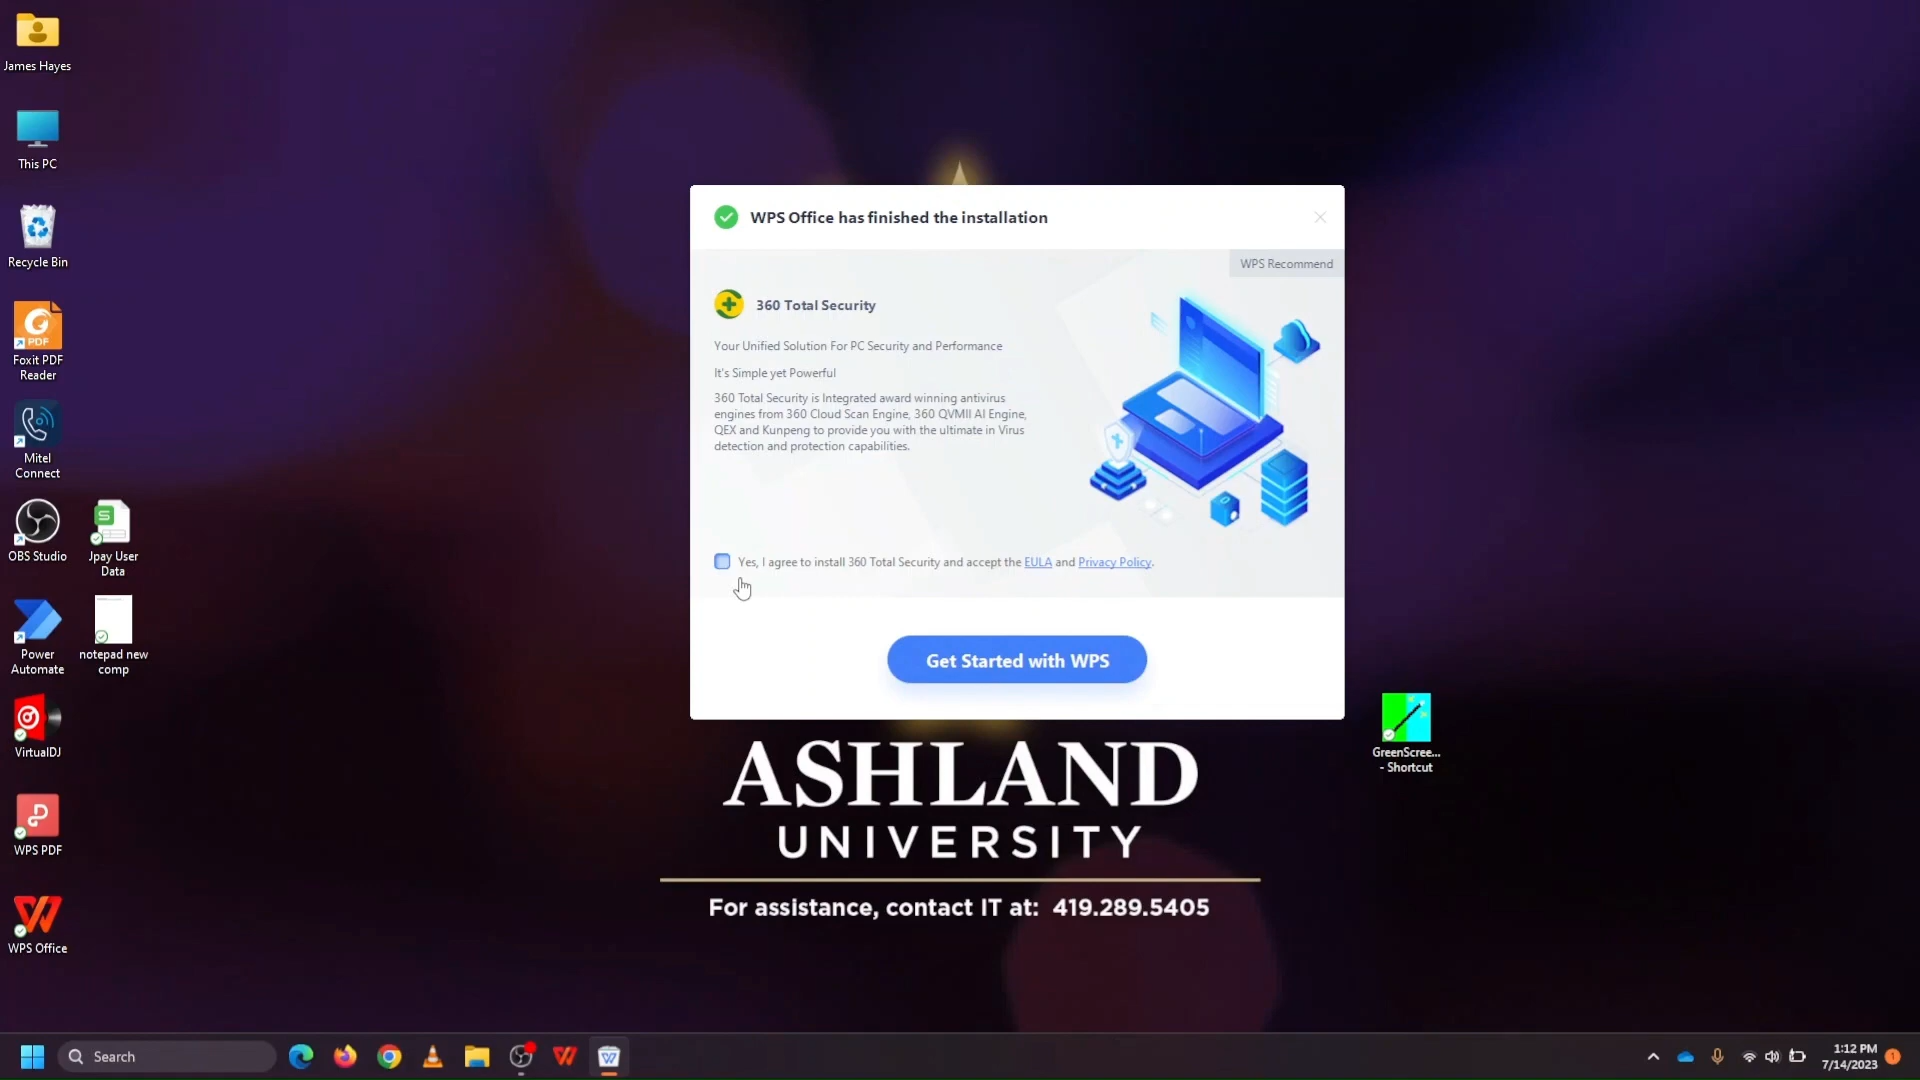 James Hayes
This PC
Recycle Bin
PDF
Foxit PDF
Reader
Mitel
Connect
OBS Studio
S
Jpay User
Data
Power
Automate
notepad new
comp
VirtualDJ
WPS PDF
WPS Office
WPS Office has finished the installation
WPS Recommend
360 Total Security
Your Unified Solution For PC Security and Performance
It's Simple yet Powerful
360 Total Security is Integrated award winning antivirus
engines from 360 Cloud Scan Engine, 360 QVMII AI Engine,
QEX and Kunpeng to provide you with the ultimate in Virus
detection and protection capabilities.
Yes, I agree to install 360 Total Security and accept the EULA and Privacy Policy.
Get Started with WPS
GreenScree...
- Shortcut
ASHLAND
UNIVERSITY
For assistance, contact IT at: 419.289.5405
Search
1:12 PM
7/14/2023
1